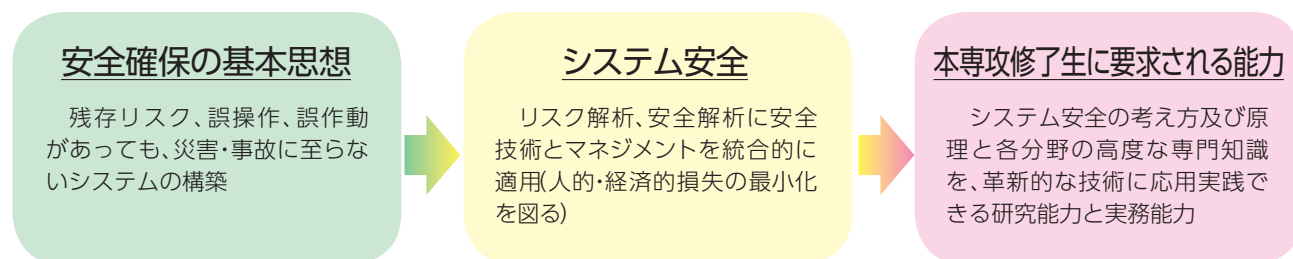 安全確保の基本思想
残存リスク、誤操作、誤作動
があっても、災害・事故に至らな
いシステムの構築
システム安全
リスク解析、安全解析に安全
技術とマネジメントを統合的に
適用(人的・経済的損失の最小化
を図る)
本専攻修了生に要求される能力
システム安全の考え方及び原
理と各分野の高度な専門知識
を、革新的な技術に応用実践で
きる研究能力と実務能力